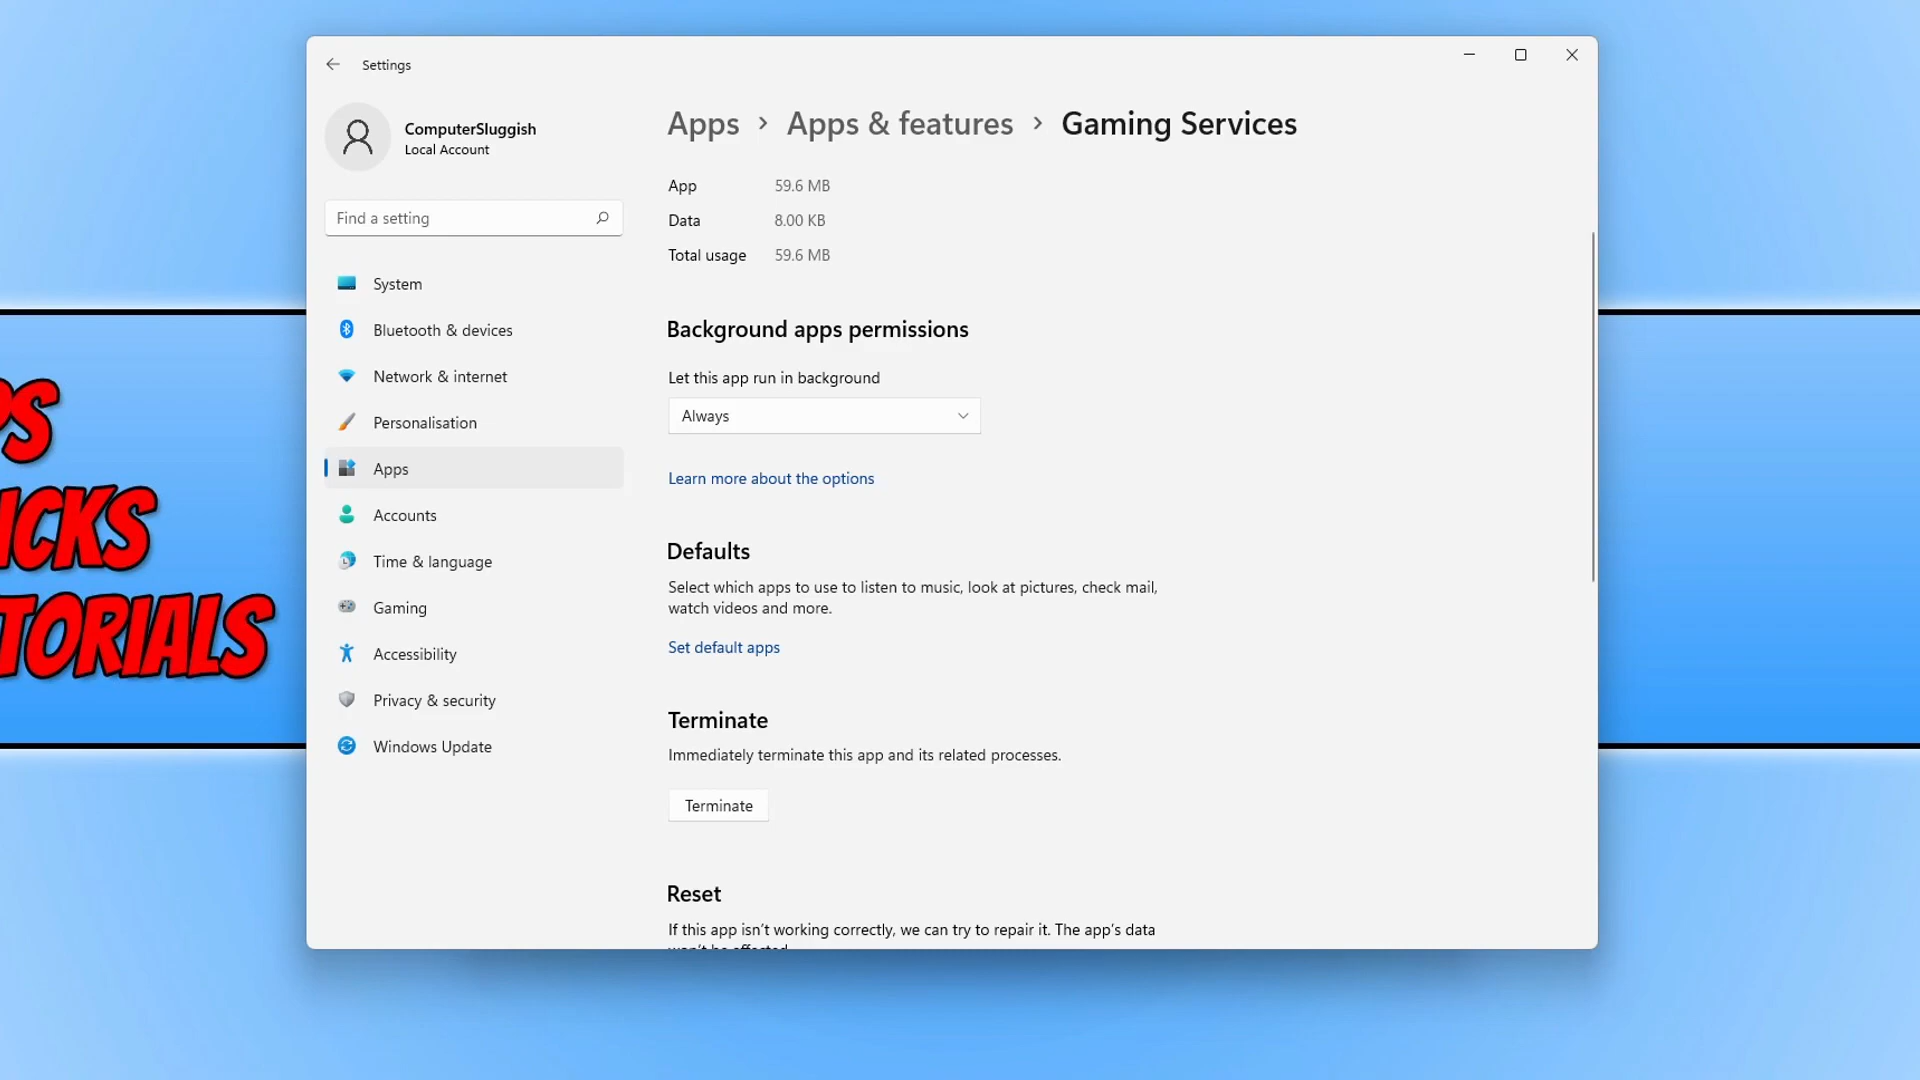 Settings
ComputerSluggish
Local Account
Find a setting
System
Bluetooth & devices
Network & internet
Personalisation
Apps
Accounts
Time & language
Gaming
Accessibility
Privacy & security
Windows Update
Apps > Apps & features > Gaming Services
App 59.6 MB
Data 8.00 KB
Total usage 59.6 MB
Background apps permissions
Let this app run in background
Always
Learn more about the options
Defaults
Select which apps to use to listen to music, look at pictures, check mail,
watch videos and more.
Set default apps
Terminate
Immediately terminate this app and its related processes.
Terminate
Reset
If this app isn't working correctly, we can try to repair it. The app's data
won't be affected
PS
ICKS
TORIALS